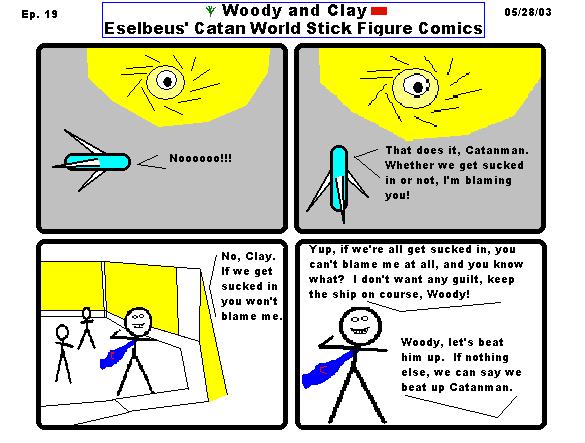 Ep. 19
Woody and Clay
05/28/03
Eselbeus' Catan World Stick Figure Comics
Noooooo!!!
That does it, Catanman.
Whether we get sucked
in or not, I'm blaming
you!
No, Clay.
If we get
sucked in
you won't
blame me.
Yup, if we're all get sucked in, you
can't blame me at all, and you know
what? I don't want any guilt, keep
the ship on course, Woody!
Woody, let's beat
him up. If nothing
else, we can say we
beat up Catanman.